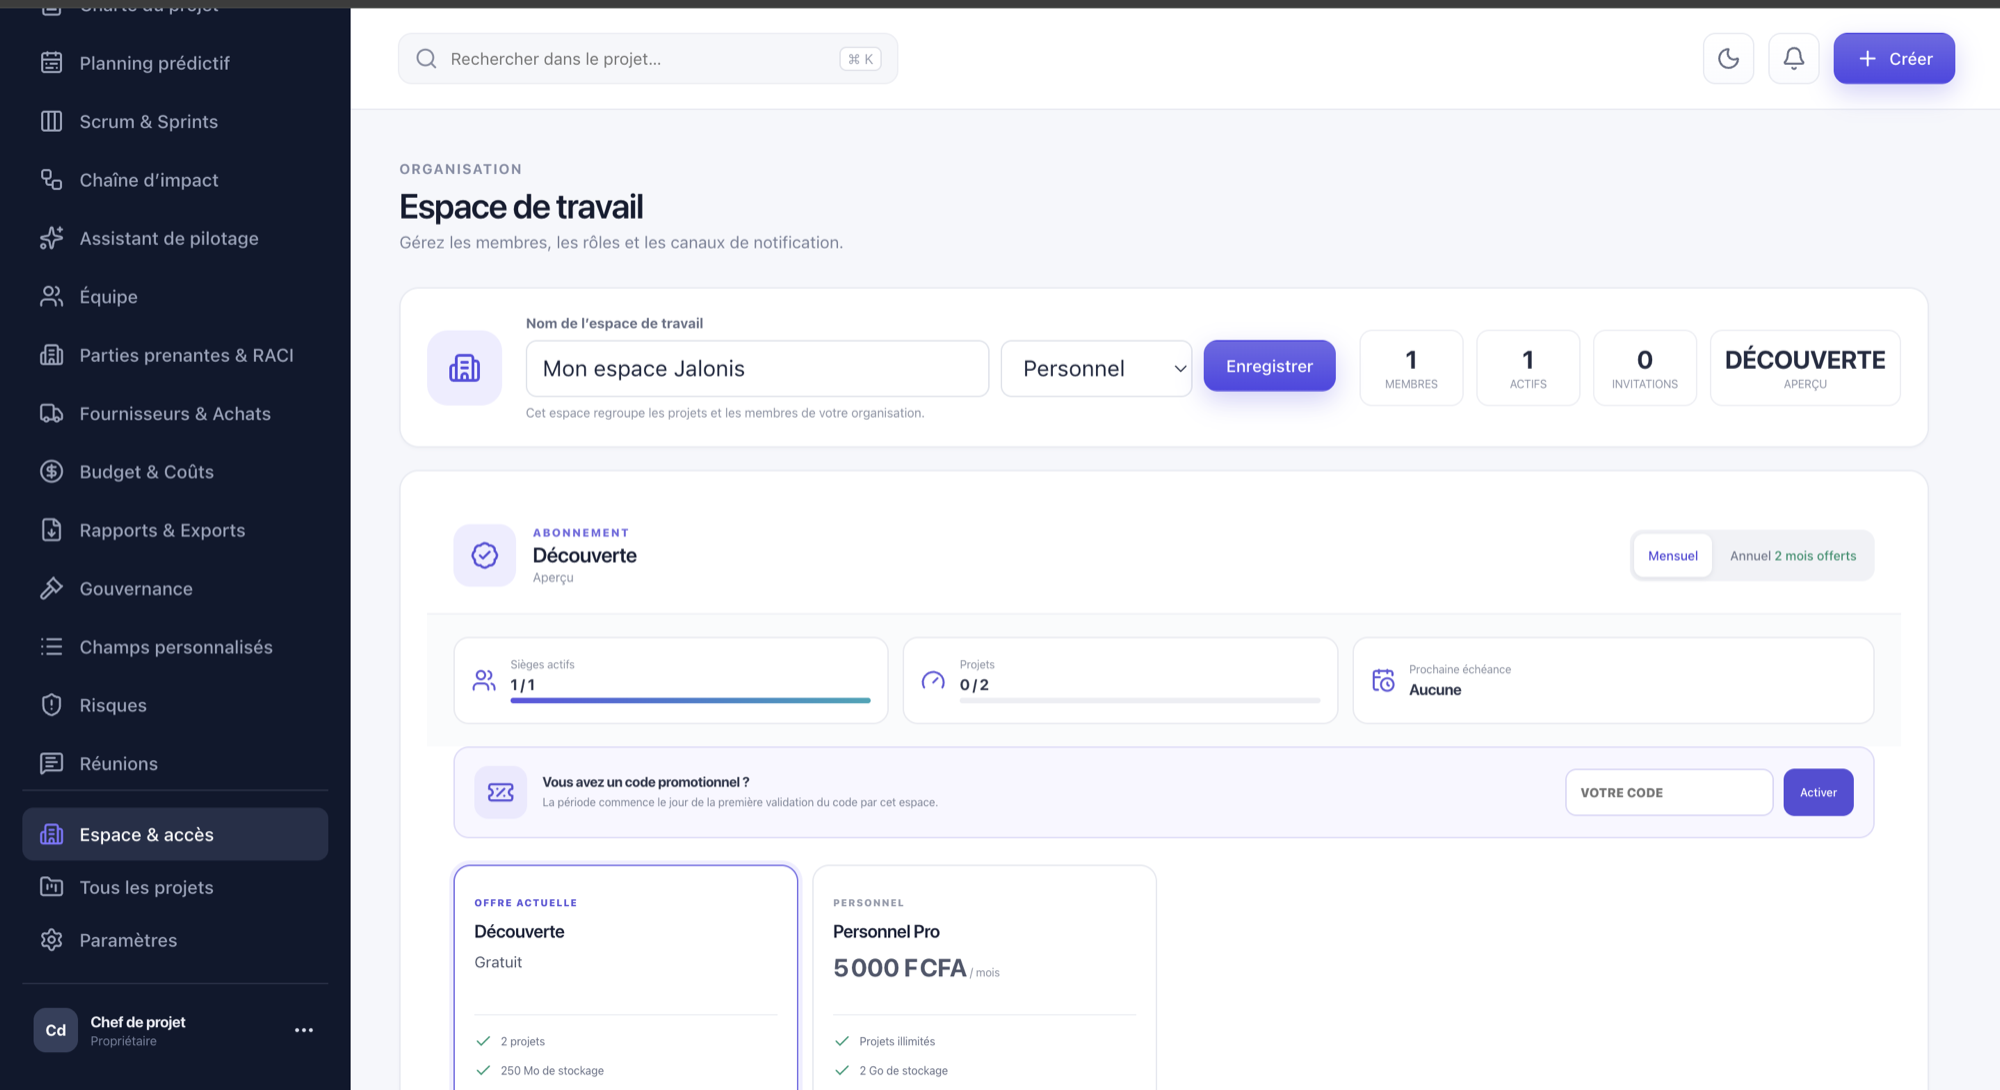 Charte du projet
Planning prédictif
Scrum & Sprints
Chaîne d’impact
Assistant de pilotage
Équipe
Parties prenantes & RACI
Fournisseurs & Achats
Budget & Coûts
Rapports & Exports
Gouvernance
Champs personnalisés
Risques
Réunions
Espace & accès
Tous les projets
Paramètres
Cd
Chef de projet
Propriétaire
Rechercher dans le projet...
⌘ K
Créer
ORGANISATION
Espace de travail
Gérez les membres, les rôles et les canaux de notification.
Nom de l’espace de travail
Mon espace Jalonis
Personnel
Enregistrer
Cet espace regroupe les projets et les membres de votre organisation.
1
MEMBRES
1
ACTIFS
0
INVITATIONS
DÉCOUVERTE
APERÇU
ABONNEMENT
Découverte
Aperçu
Mensuel
Annuel 2 mois offerts
Sièges actifs
1 / 1
Projets
0 / 2
Prochaine échéance
Aucune
Vous avez un code promotionnel ?
La période commence le jour de la première validation du code par cet espace.
VOTRE CODE
Activer
OFFRE ACTUELLE
Découverte
Gratuit
2 projets
250 Mo de stockage
PERSONNEL
Personnel Pro
5 000 F CFA / mois
Projets illimités
2 Go de stockage